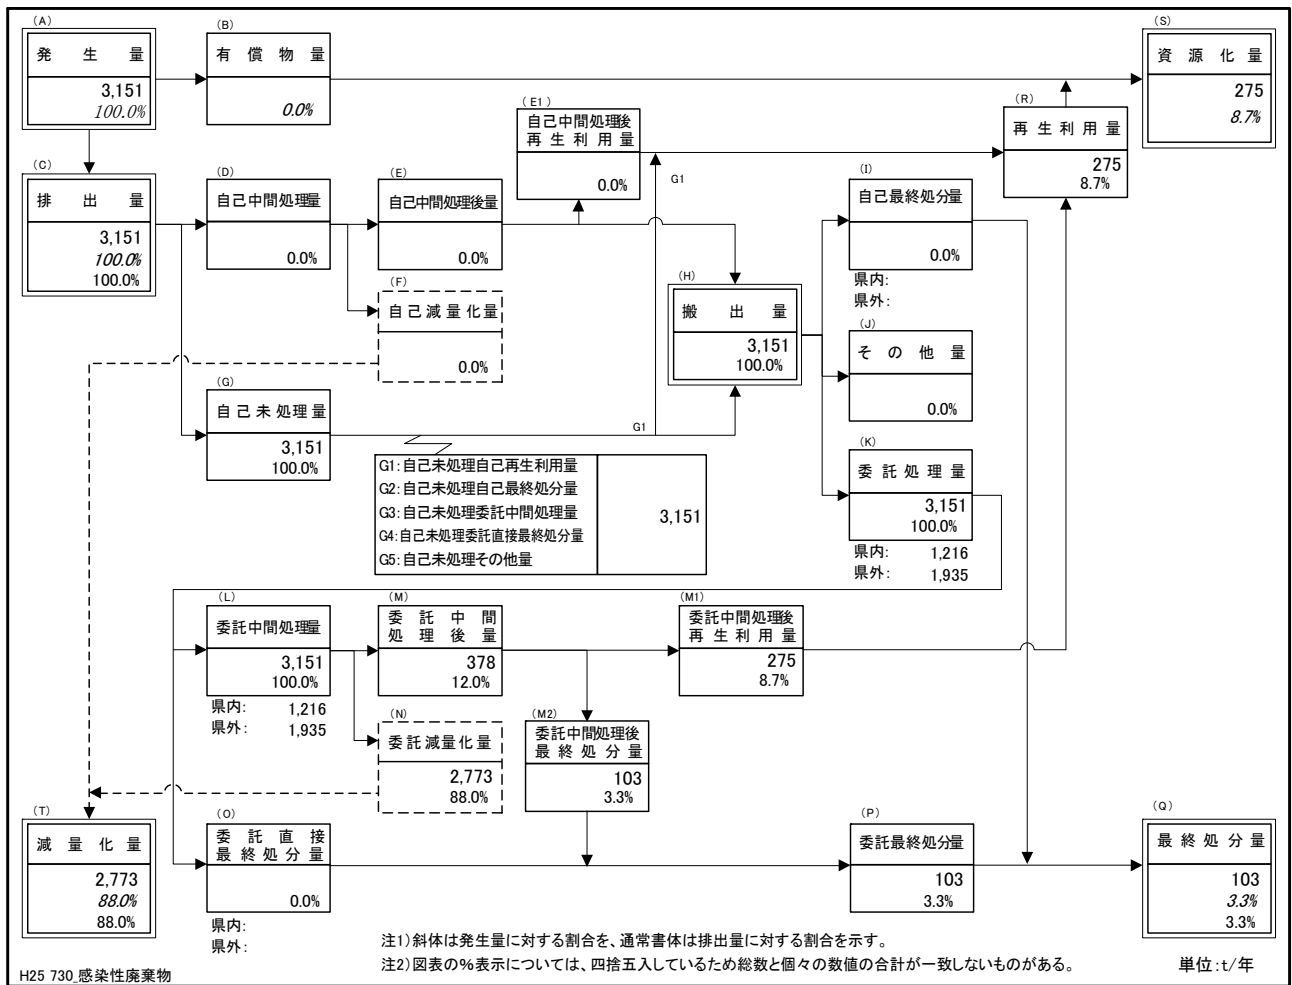 (A)
発生量
3,151
100.0%
(B)
有償物量
0.0%
(S)
資源化量
275
8.7%
(E1)
自己中間処理後
再生利用量
0.0%
(R)
再生利用量
275
8.7%
(C)
排出量
3,151
100.0%
100.0%
(D)
自己中間処理量
0.0%
(E)
自己中間処理後量
0.0%
G1
(I)
自己最終処分量
0.0%
県内:
県外:
(F)
自己減量化量
0.0%
(H)
搬出量
3,151
100.0%
(J)
その他量
0.0%
(G)
自己未処理量
3,151
100.0%
G1
G1:自己未処理自己再生利用量
G2:自己未処理自己最終処分量
G3:自己未処理委託中間処理量
G4:自己未処理委託直接最終処分量
G5:自己未処理その他量
3,151
(K)
委託処理量
3,151
100.0%
県内: 1,216
県外: 1,935
(L)
委託中間処理量
3,151
100.0%
県内: 1,216
県外: 1,935
(M)
委託中間
処理後量
378
12.0%
(M1)
委託中間処理後
再生利用量
275
8.7%
(N)
委託減量化量
2,773
88.0%
(M2)
委託中間処理後
最終処分量
103
3.3%
(T)
減量化量
2,773
88.0%
88.0%
(O)
委託直接
最終処分量
0.0%
県内:
県外:
(P)
委託最終処分量
103
3.3%
(Q)
最終処分量
103
3.3%
3.3%
注1)斜体は発生量に対する割合を、通常書体は排出量に対する割合を示す。
注2)図表の%表示については、四捨五入しているため総数と個々の数値の合計が一致しないものがある。
単位:t/年
H25 730_感染性廃棄物